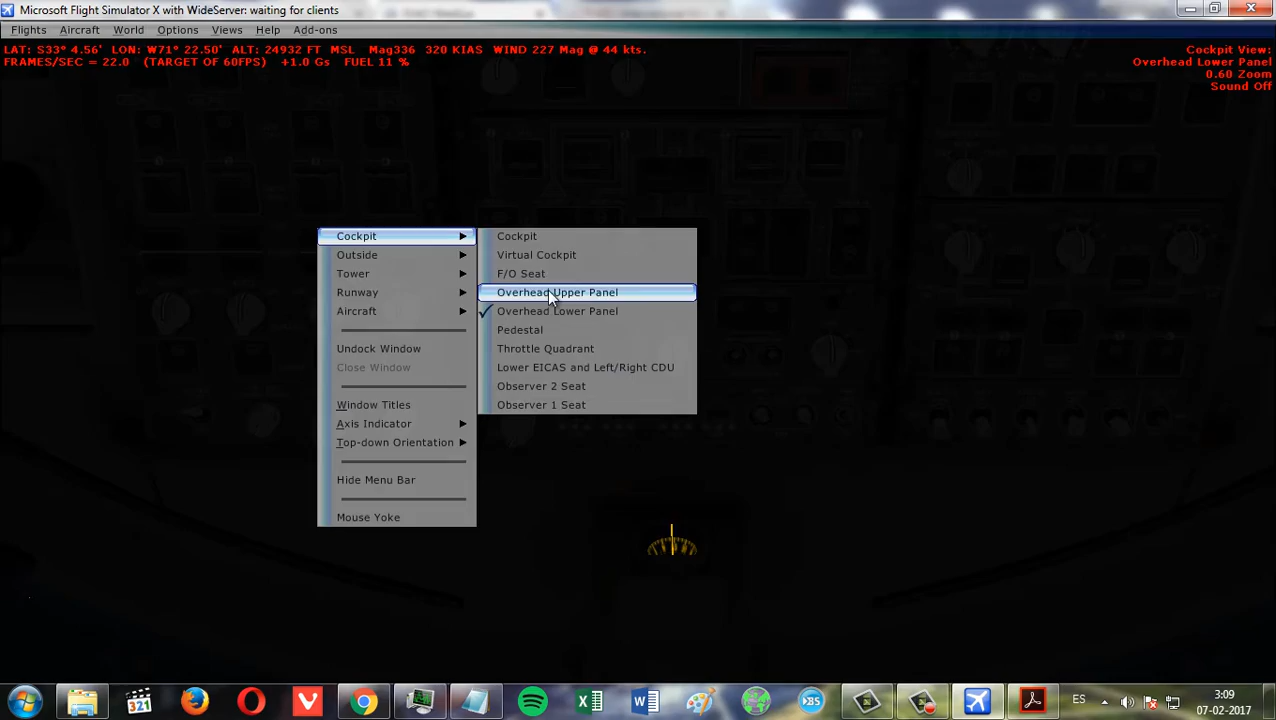 Microsoft Flight Simulator X with WideServer: waiting for clients
Flights Aircraft World Options Views Help Add-ons
LAT: S33° 4.56' LON: W71° 22.50' ALT: 24932 FT MSL Mag336 320 KIAS WIND 227 Mag @ 44 kts.
FRAMES/SEC = 22.0 (TARGET OF 60FPS) +1.0 Gs FUEL 11 %
Cockpit View:
Overhead Lower Panel
0.60 Zoom
Sound Off
Cockpit
Outside
Tower
Runway
Aircraft
Undock Window
Close Window
Window Titles
Axis Indicator
Top-down Orientation
Hide Menu Bar
Mouse Yoke
Cockpit
Virtual Cockpit
F/O Seat
Overhead Upper Panel
Overhead Lower Panel
Pedestal
Throttle Quadrant
Lower EICAS and Left/Right CDU
Observer 2 Seat
Observer 1 Seat
321
ES
3:09
07-02-2017